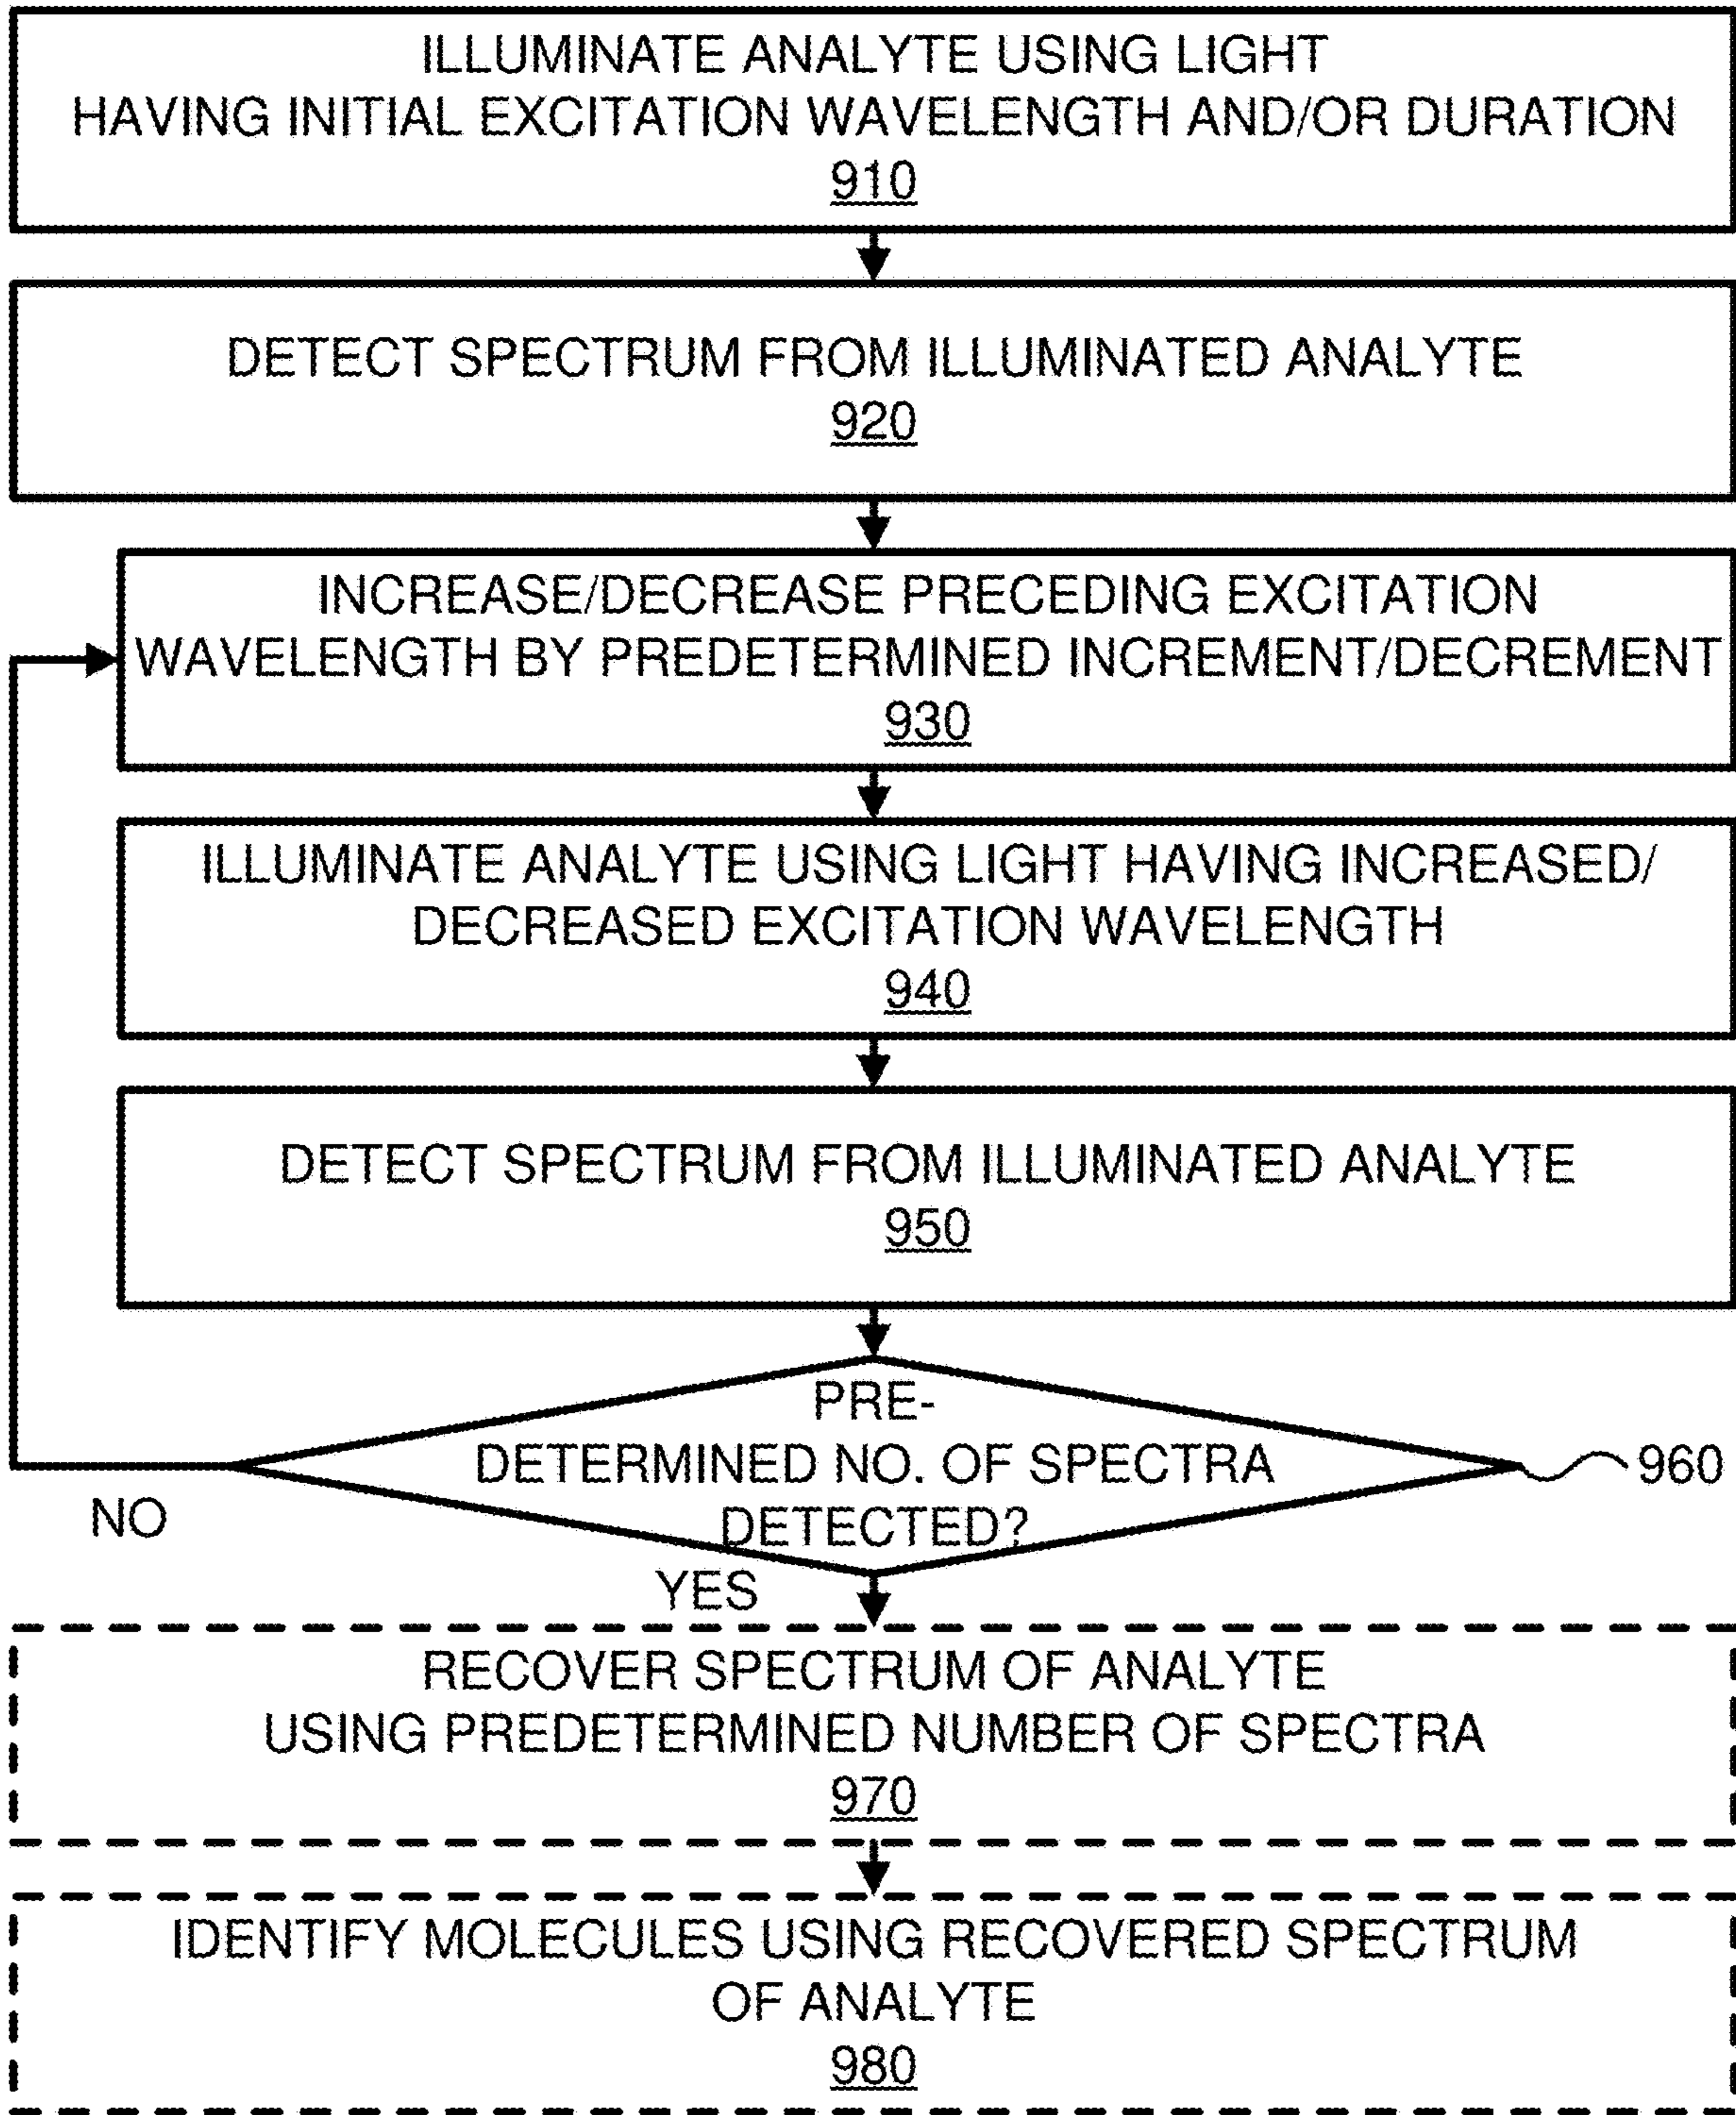 ILLUMINATE ANALYTE USING LIGHT
HAVING INITIAL EXCITATION WAVELENGTH AND/OR DURATION
910
DETECT SPECTRUM FROM ILLUMINATED ANALYTE
920
INCREASE/DECREASE PRECEDING EXCITATION
WAVELENGTH BY PREDETERMINED INCREMENT/DECREMENT
930
ILLUMINATE ANALYTE USING LIGHT HAVING INCREASED/
DECREASED EXCITATION WAVELENGTH
940
DETECT SPECTRUM FROM ILLUMINATED ANALYTE
950
PRE-
DETERMINED NO. OF SPECTRA
DETECTED?
960
NO
YES
RECOVER SPECTRUM OF ANALYTE
USING PREDETERMINED NUMBER OF SPECTRA
970
IDENTIFY MOLECULES USING RECOVERED SPECTRUM
OF ANALYTE
980